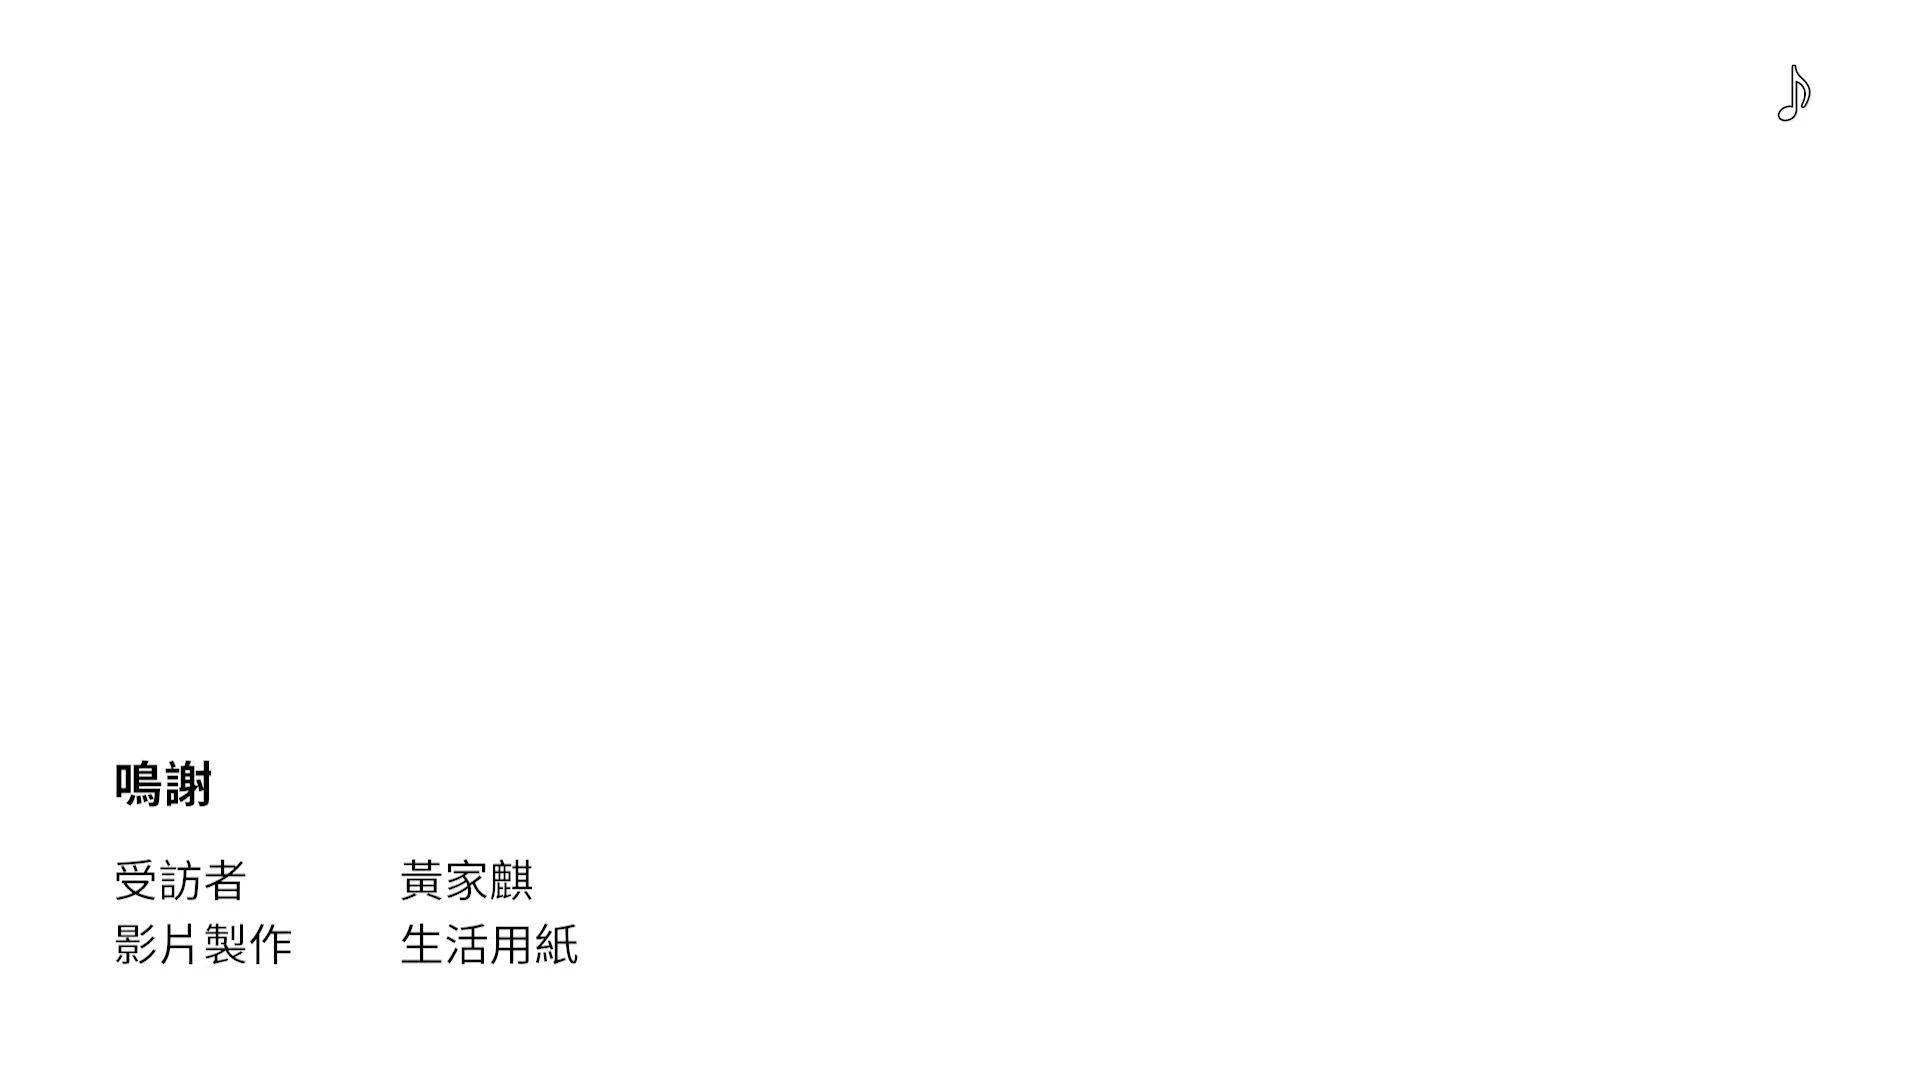 鳴謝
受訪者 黃家麒
影片製作 生活用紙